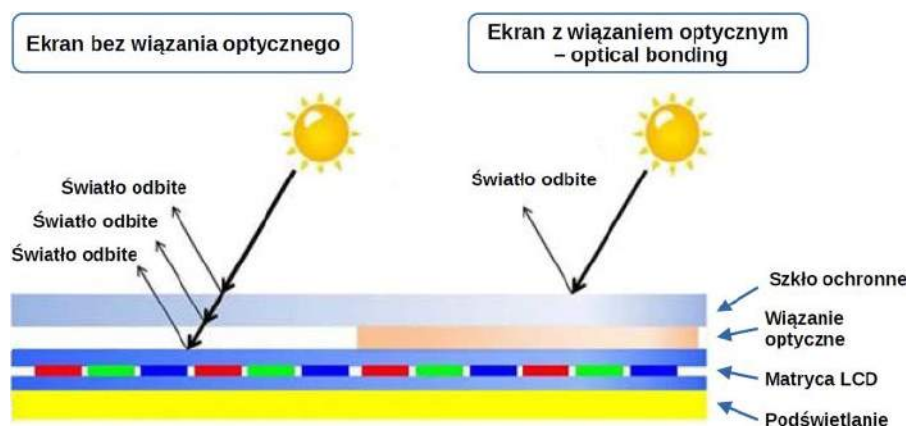 Ekran bez wiązania optycznego
Ekran z wiązaniem optycznym
– optical bonding
Światło odbite
Światło odbite
Światło odbite
Światło odbite
Szkło ochronne
Wiązanie
optyczne
Matryca LCD
Podświetlanie